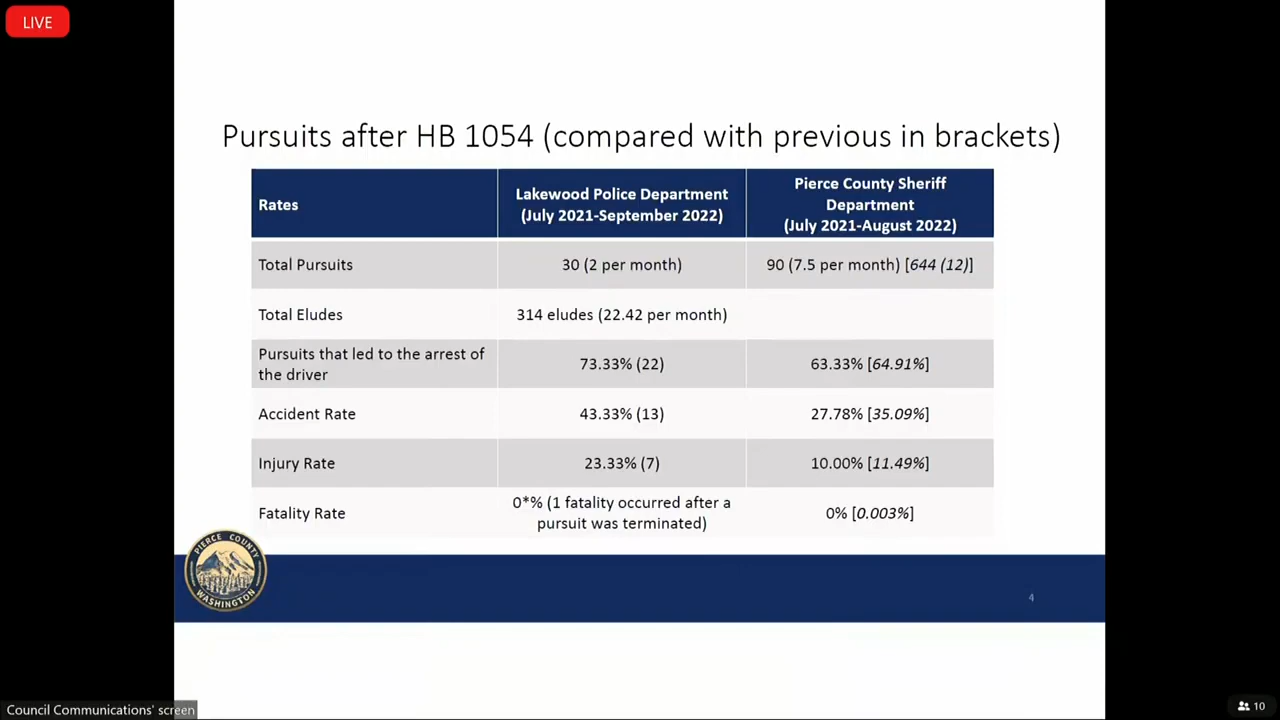 LIVE
Pursuits after HB 1054 (compared with previous in brackets)
Rates
Lakewood Police Department
(July 2021-September 2022)
Pierce County Sheriff
Department
(July 2021-August 2022)
Total Pursuits
30 (2 per month)
90 (7.5 per month) [644 (12)]
Total Eludes
314 eludes (22.42 per month)
Pursuits that led to the arrest of
the driver
73.33% (22)
63.33% [64.91%]
Accident Rate
43.33% (13)
27.78% [35.09%]
Injury Rate
23.33% (7)
10.00% [11.49%]
Fatality Rate
0*% (1 fatality occurred after a
pursuit was terminated)
0% [0.003%]
PIERCE COUNTY
WASHINGTON
4
Council Communications' screen
10